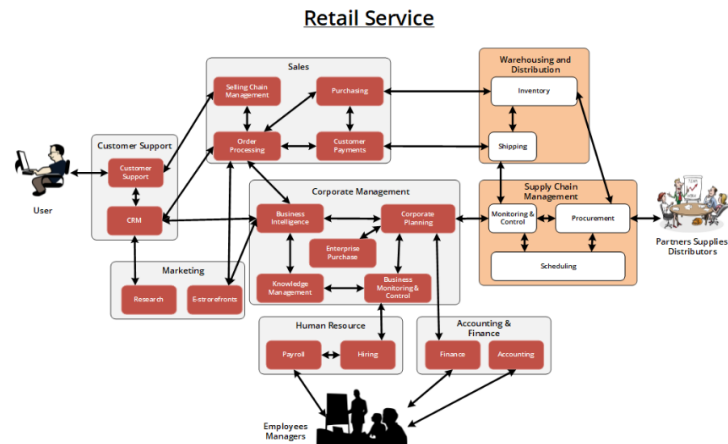 Retail Service
Sales
Selling Chain
Management
Purchasing
Order
Processing
Customer
Payments
Warehousing and
Distribution
Inventory
Shipping
Customer Support
Customer
Support
CRM
User
Corporate Management
Business
Intelligence
Corporate
Planning
Enterprise
Purchase
Knowledge
Management
Business
Monitoring &
Control
Supply Chain
Management
Monitoring &
Control
Procurement
Scheduling
Partners Supplies
Distributors
Marketing
Research
E-strorefronts
Human Resource
Payroll
Hiring
Accounting &
Finance
Finance
Accounting
Employees
Managers